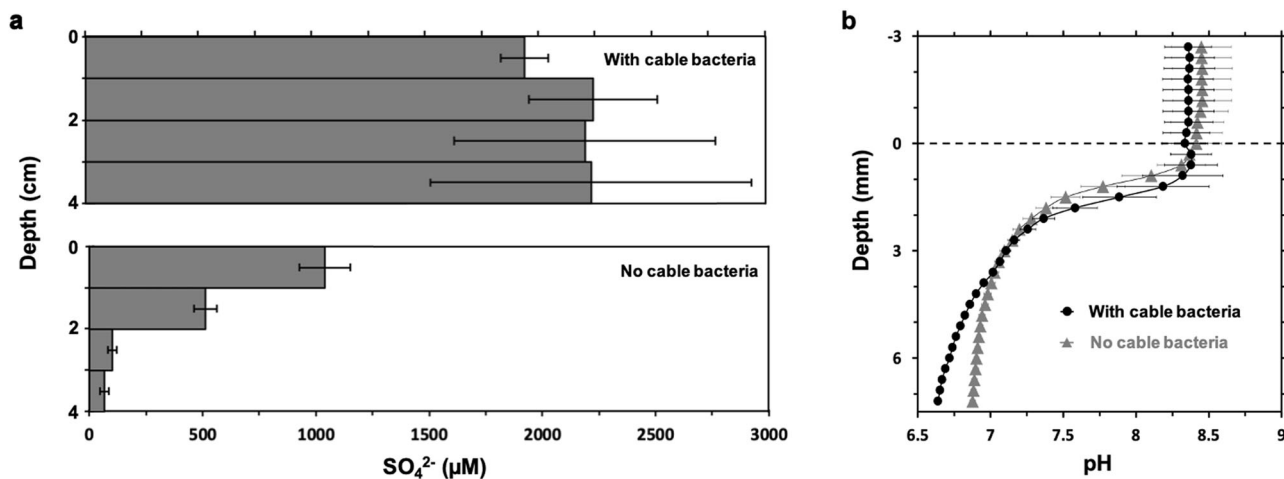 a
0
2
4
With cable bacteria
0
2
4
No cable bacteria
Depth (cm)
0 500 1000 1500 2000 2500 3000
SO₄²⁻ (μM)
b
-3
0
3
6
Depth (mm)
With cable bacteria
No cable bacteria
6.5 7 7.5 8 8.5 9
pH